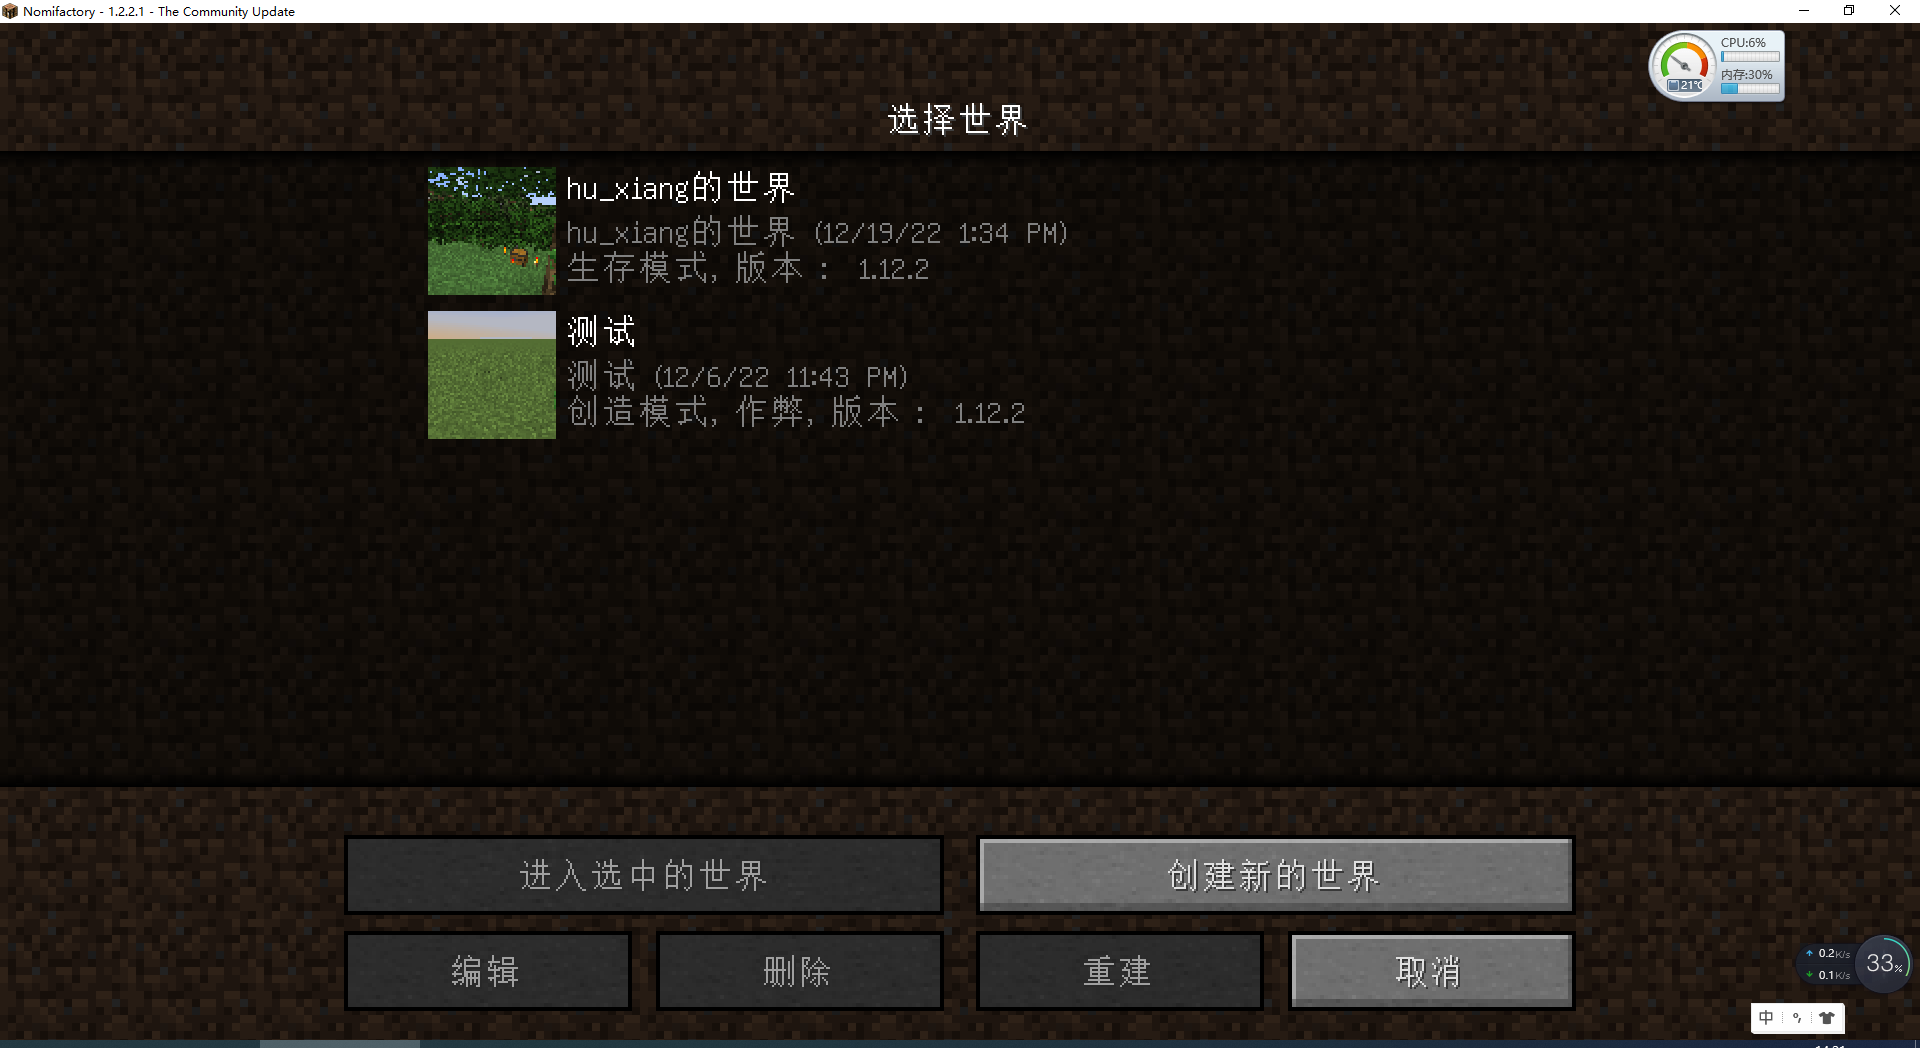 Nomifactory - 1.2.2.1 - The Community Update
CPU:6%
内存:30%
21℃
选择世界
hu_xiang的世界
hu_xiang的世界 (12/19/22 1:34 PM)
生存模式, 版本： 1.12.2
测试
测试 (12/6/22 11:43 PM)
创造模式, 作弊, 版本： 1.12.2
进入选中的世界
创建新的世界
编辑
删除
重建
取消
0.2K/s
0.1K/s
33%
中